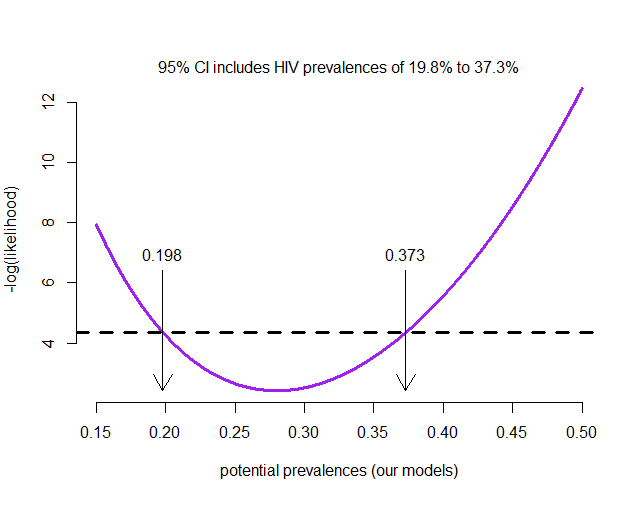 95% CI includes HIV prevalences of 19.8% to 37.3%
12
10
8
6
4
-log(likelihood)
0.198
0.373
0.15 0.20 0.25 0.30 0.35 0.40 0.45 0.50
potential prevalences (our models)